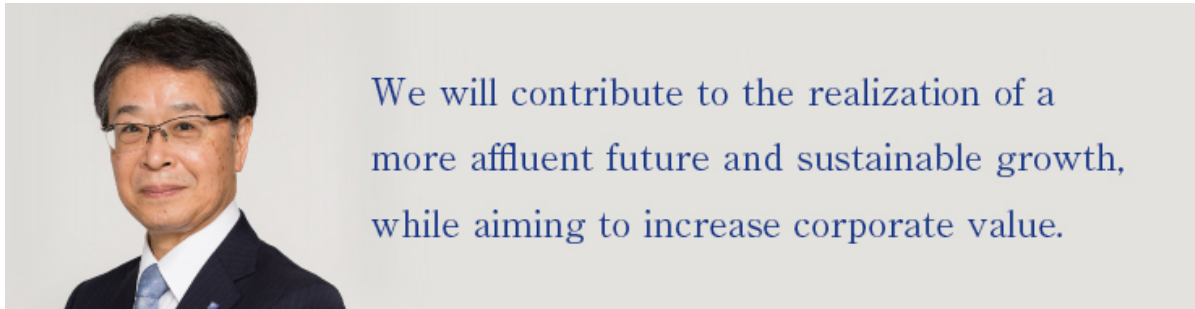 We will contribute to the realization of a
more affluent future and sustainable growth,
while aiming to increase corporate value.